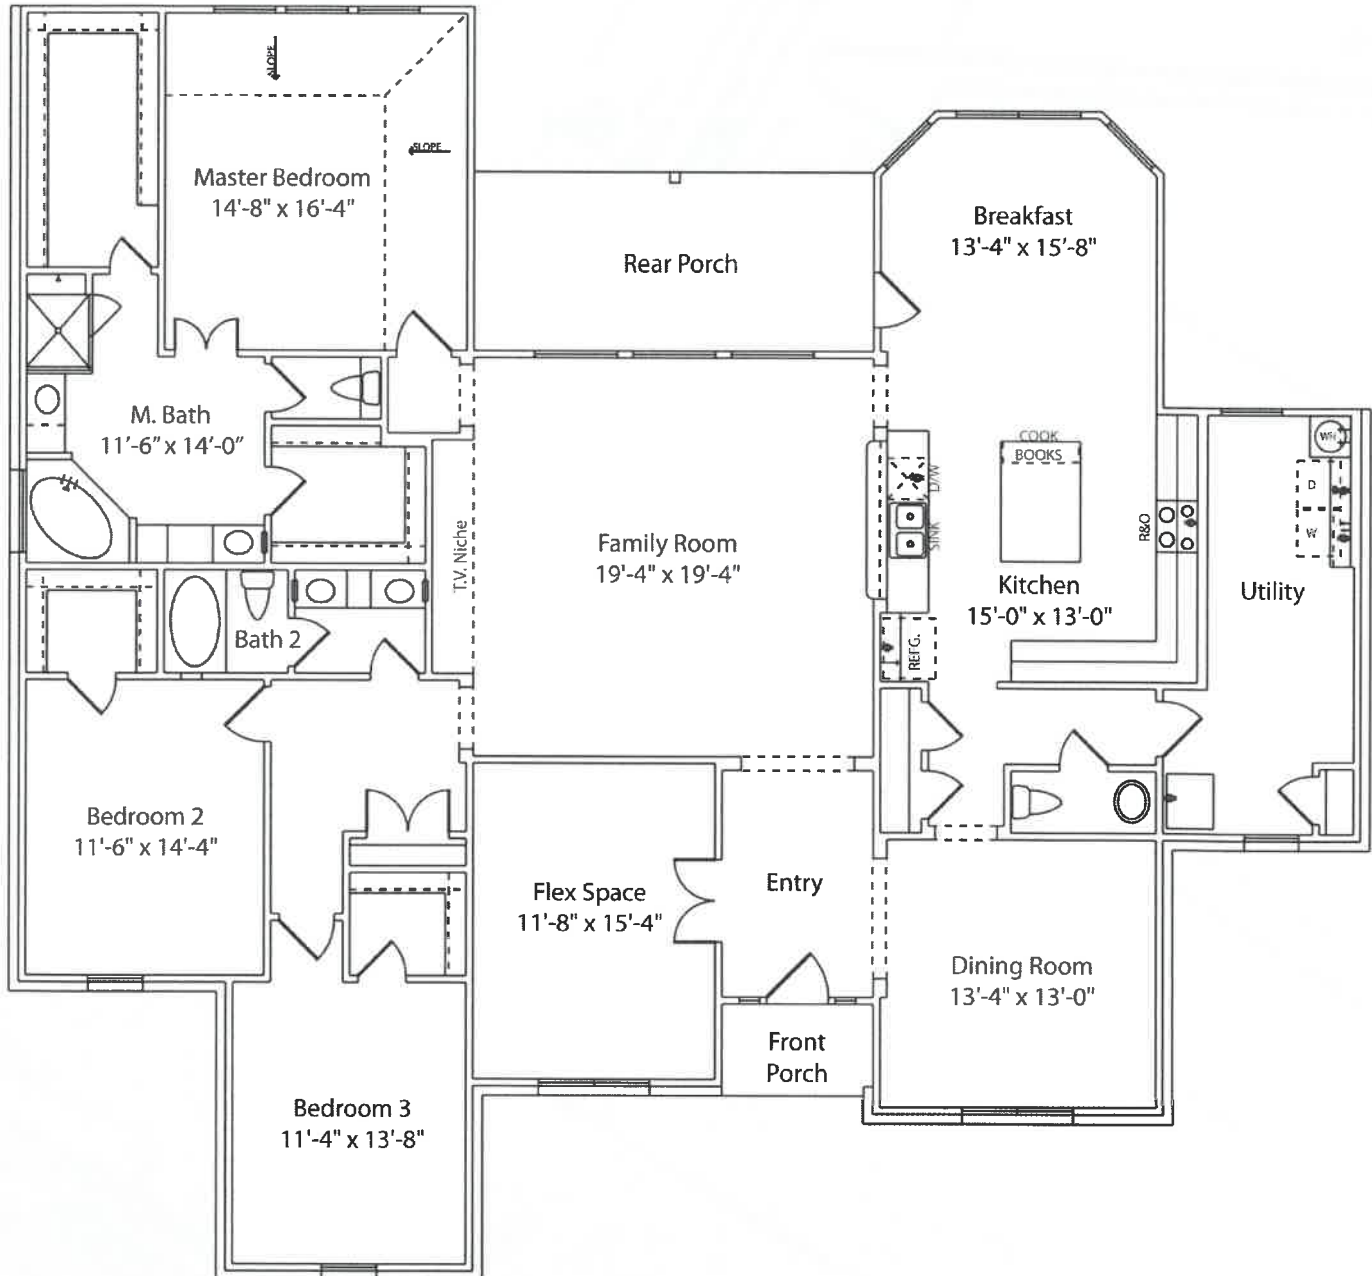 SLOPE
SLOPE
Master Bedroom
14'-8" x 16'-4"
Breakfast
13'-4" x 15'-8"
Rear Porch
M. Bath
11'-6" x 14'-0"
COOK
BOOKS
WH
D
W
D/W
SINK
R&O
T.V. Niche
Family Room
19'-4" x 19'-4"
Kitchen
15'-0" x 13'-0"
Utility
Bath 2
REFG.
Bedroom 2
11'-6" x 14'-4"
Flex Space
11'-8" x 15'-4"
Entry
Dining Room
13'-4" x 13'-0"
Front
Porch
Bedroom 3
11'-4" x 13'-8"